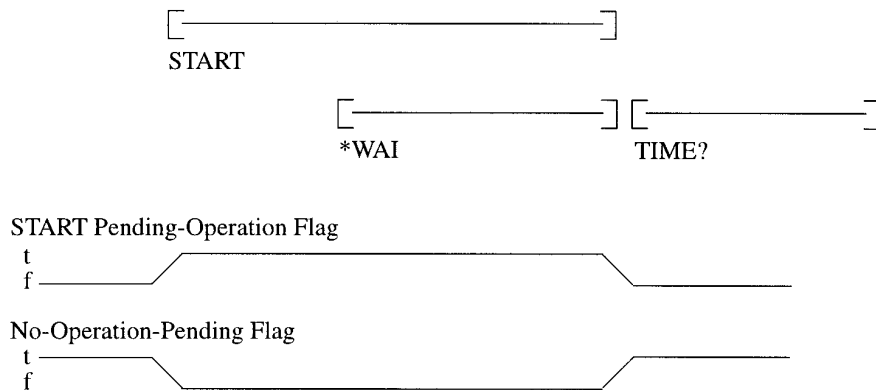 START
*WAI
TIME?
START Pending-Operation Flag
t
f
No-Operation-Pending Flag
t
f